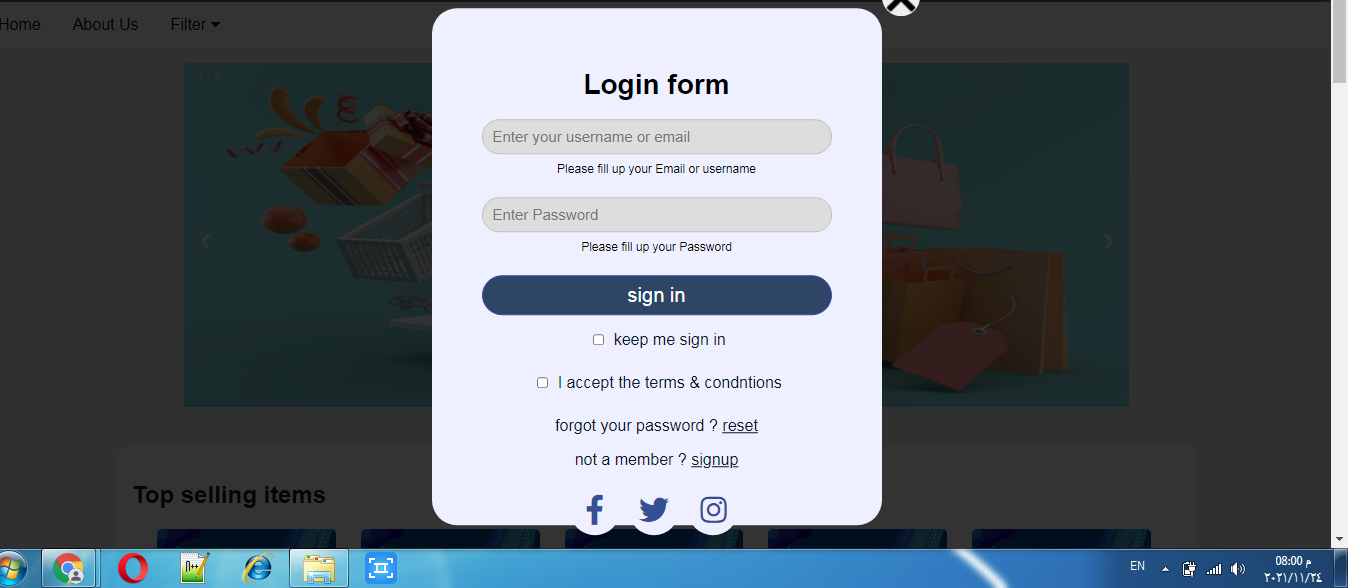 Home About Us Filter
1 / 3
Login form
Enter your username or email
Please fill up your Email or username
Enter Password
Please fill up your Password
sign in
keep me sign in
I accept the terms & condntions
forgot your password ? reset
not a member ? signup
Top selling items
EN
08:00 م
٢٠٢١/١١/٢٤